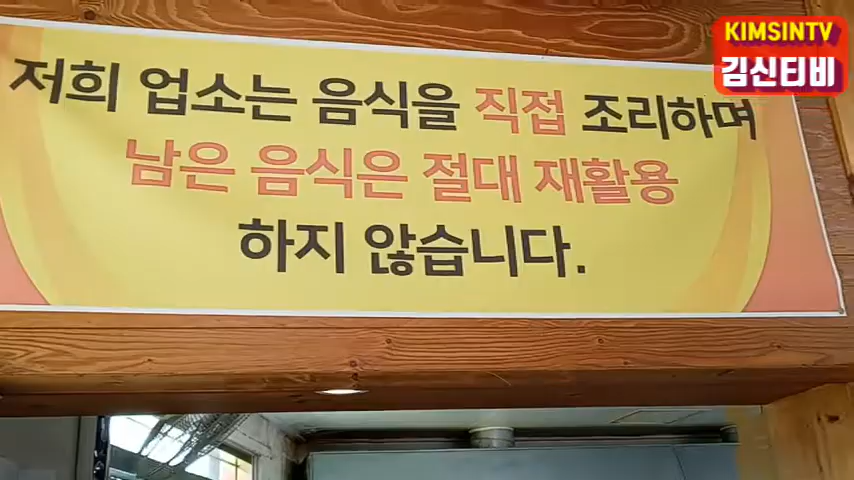 KIMSINTV
김신티비
저희 업소는 음식을 직접 조리하며
남은 음식은 절대 재활용
하지 않습니다.